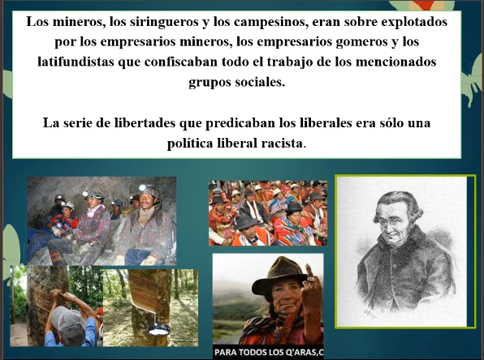 Los mineros, los siringueros y los campesinos, eran sobre explotados
por los empresarios mineros, los empresarios gomeros y los
latifundistas que confiscaban todo el trabajo de los mencionados
grupos sociales.
La serie de libertades que predicaban los liberales era sólo una
política liberal racista.
PARA TODOS LOS Q'ARAS,C